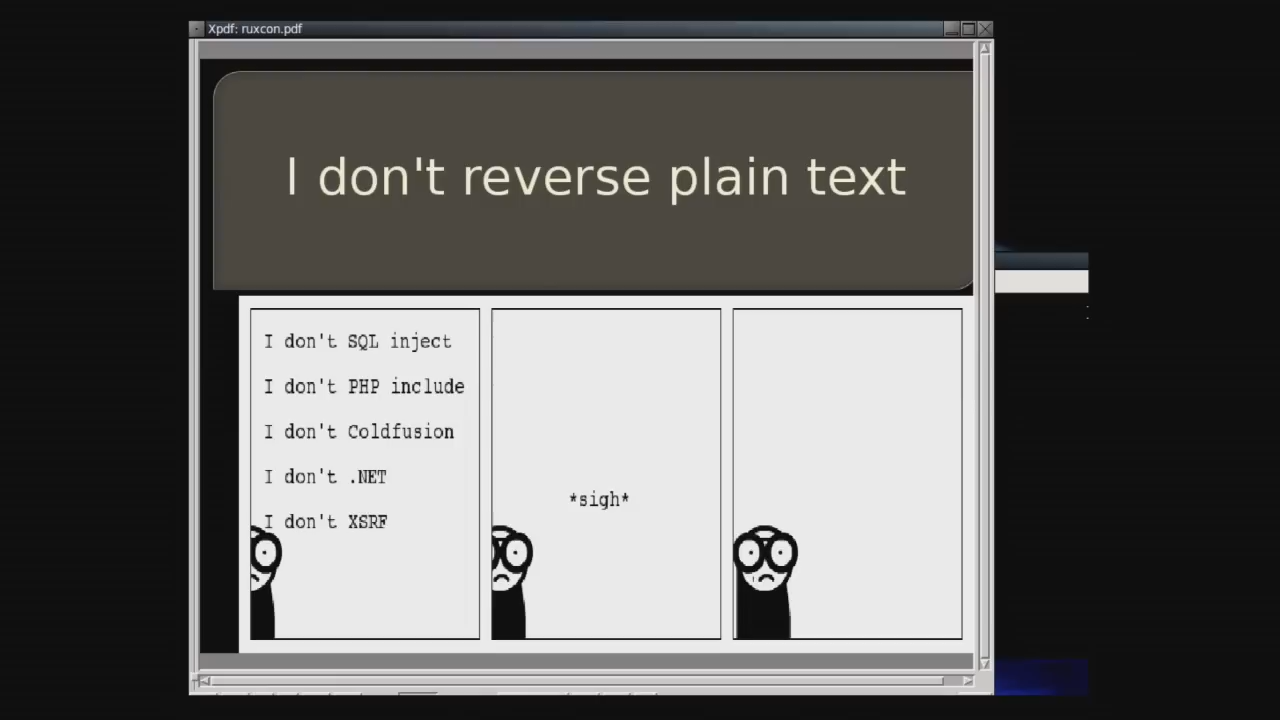 Xpdf: ruxcon.pdf
I don't reverse plain text
I don't SQL inject
I don't PHP include
I don't Coldfusion
I don't .NET
I don't XSRF
*sigh*